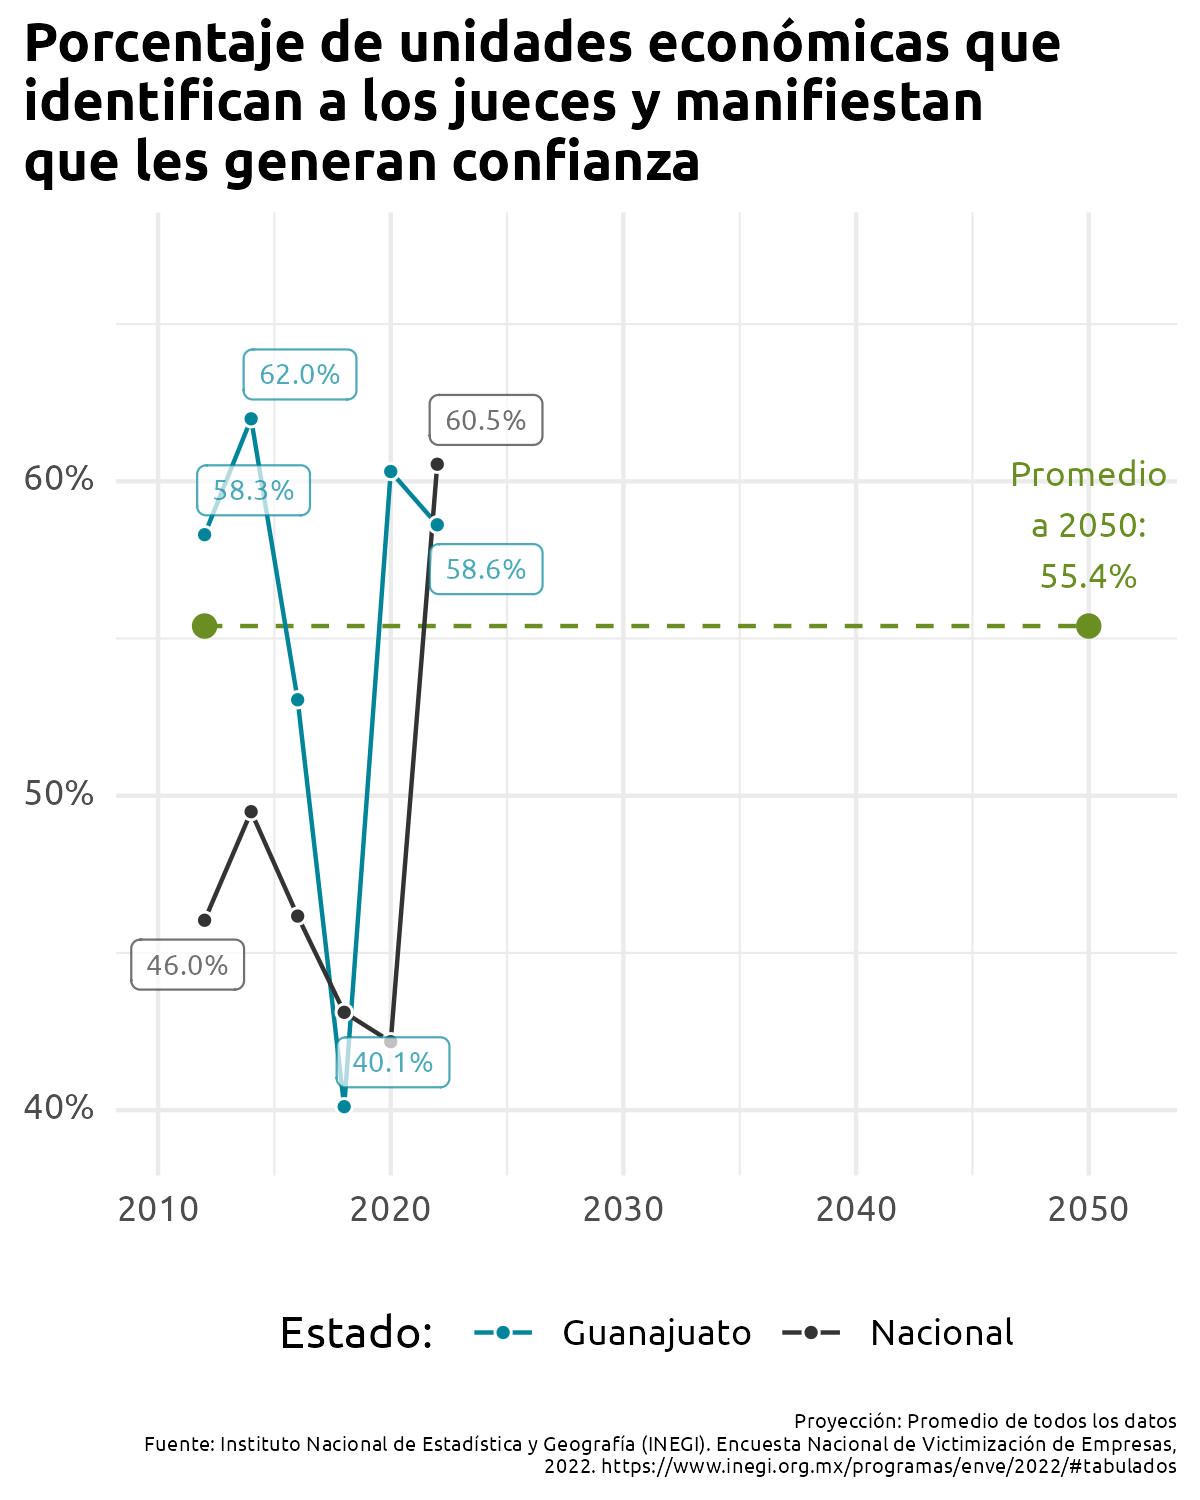 Porcentaje de unidades económicas que
identifican a los jueces y manifiestan
que les generan confianza
62.0%
60.5%
60%
58.3%
Promedio
a 2050:
55.4%
58.6%
50%
46.0%
40.1%
40%
2010 2020 2030 2040 2050
Estado: Guanajuato Nacional
Proyección: Promedio de todos los datos
Fuente: Instituto Nacional de Estadística y Geografía (INEGI). Encuesta Nacional de Victimización de Empresas,
2022. https://www.inegi.org.mx/programas/enve/2022/#tabulados